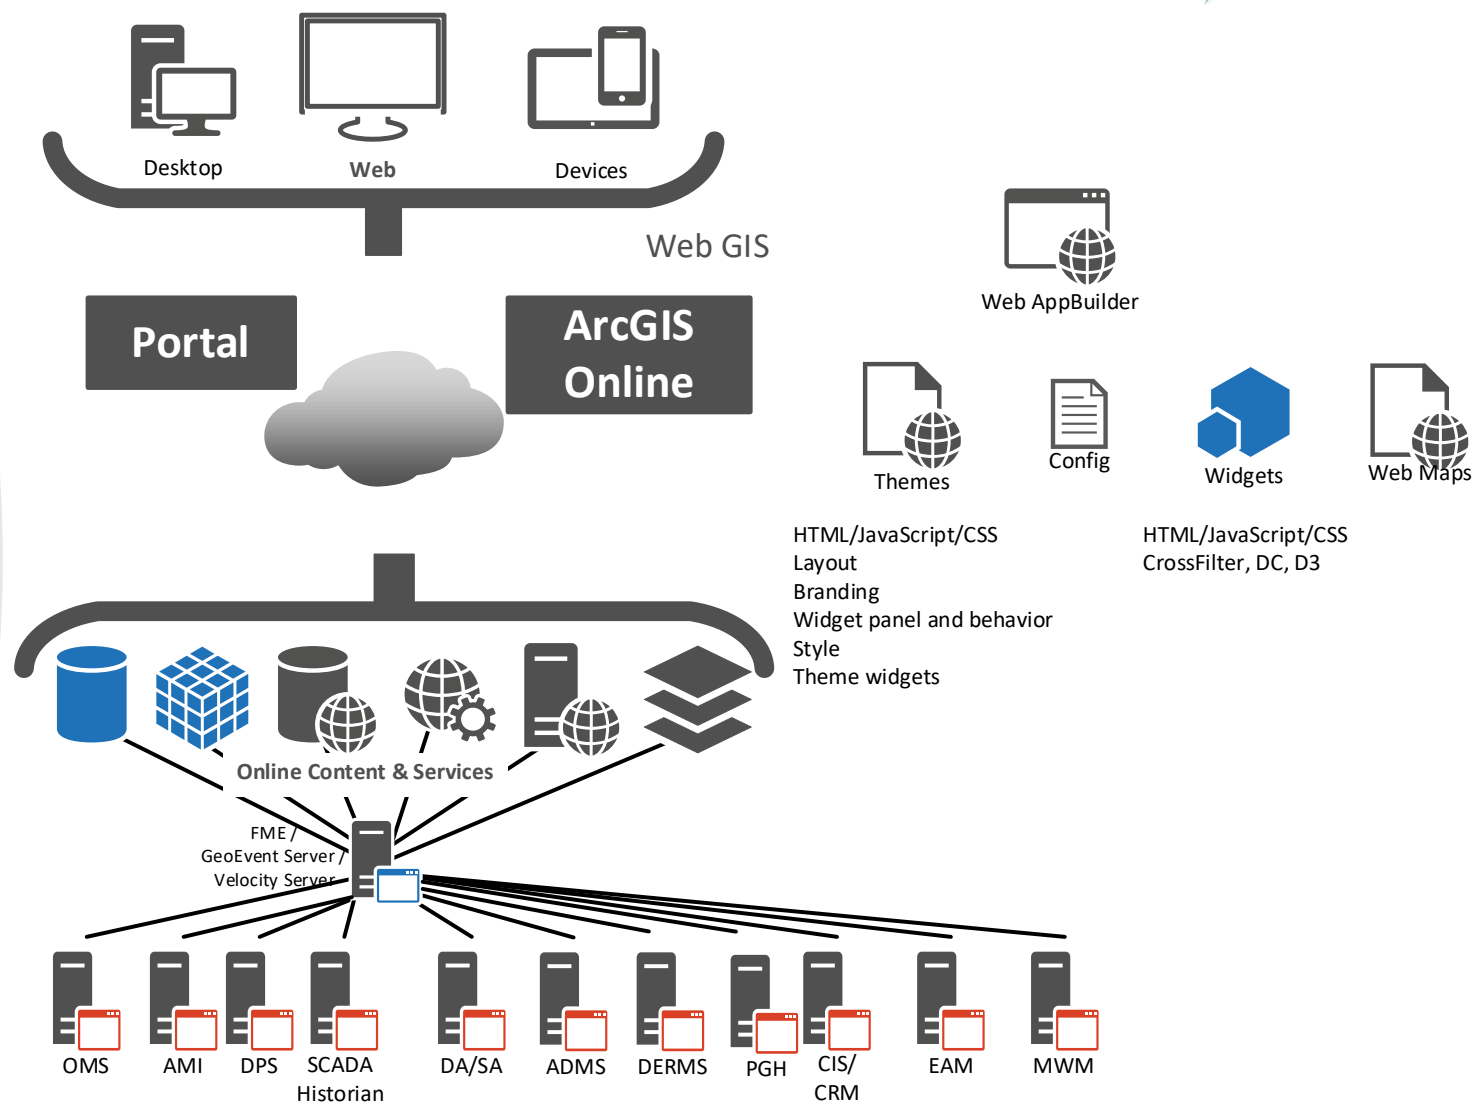 Desktop
Web
Devices
Web GIS
Portal
ArcGIS
Online
Web AppBuilder
Themes
Config
Widgets
Web Maps
HTML/JavaScript/CSS
Layout
Branding
Widget panel and behavior
Style
Theme widgets
HTML/JavaScript/CSS
CrossFilter, DC, D3
Online Content & Services
FME /
GeoEvent Server /
Velocity Server
OMS
AMI
DPS
SCADA
Historian
DA/SA
ADMS
DERMS
PGH
CIS/
CRM
EAM
MWM